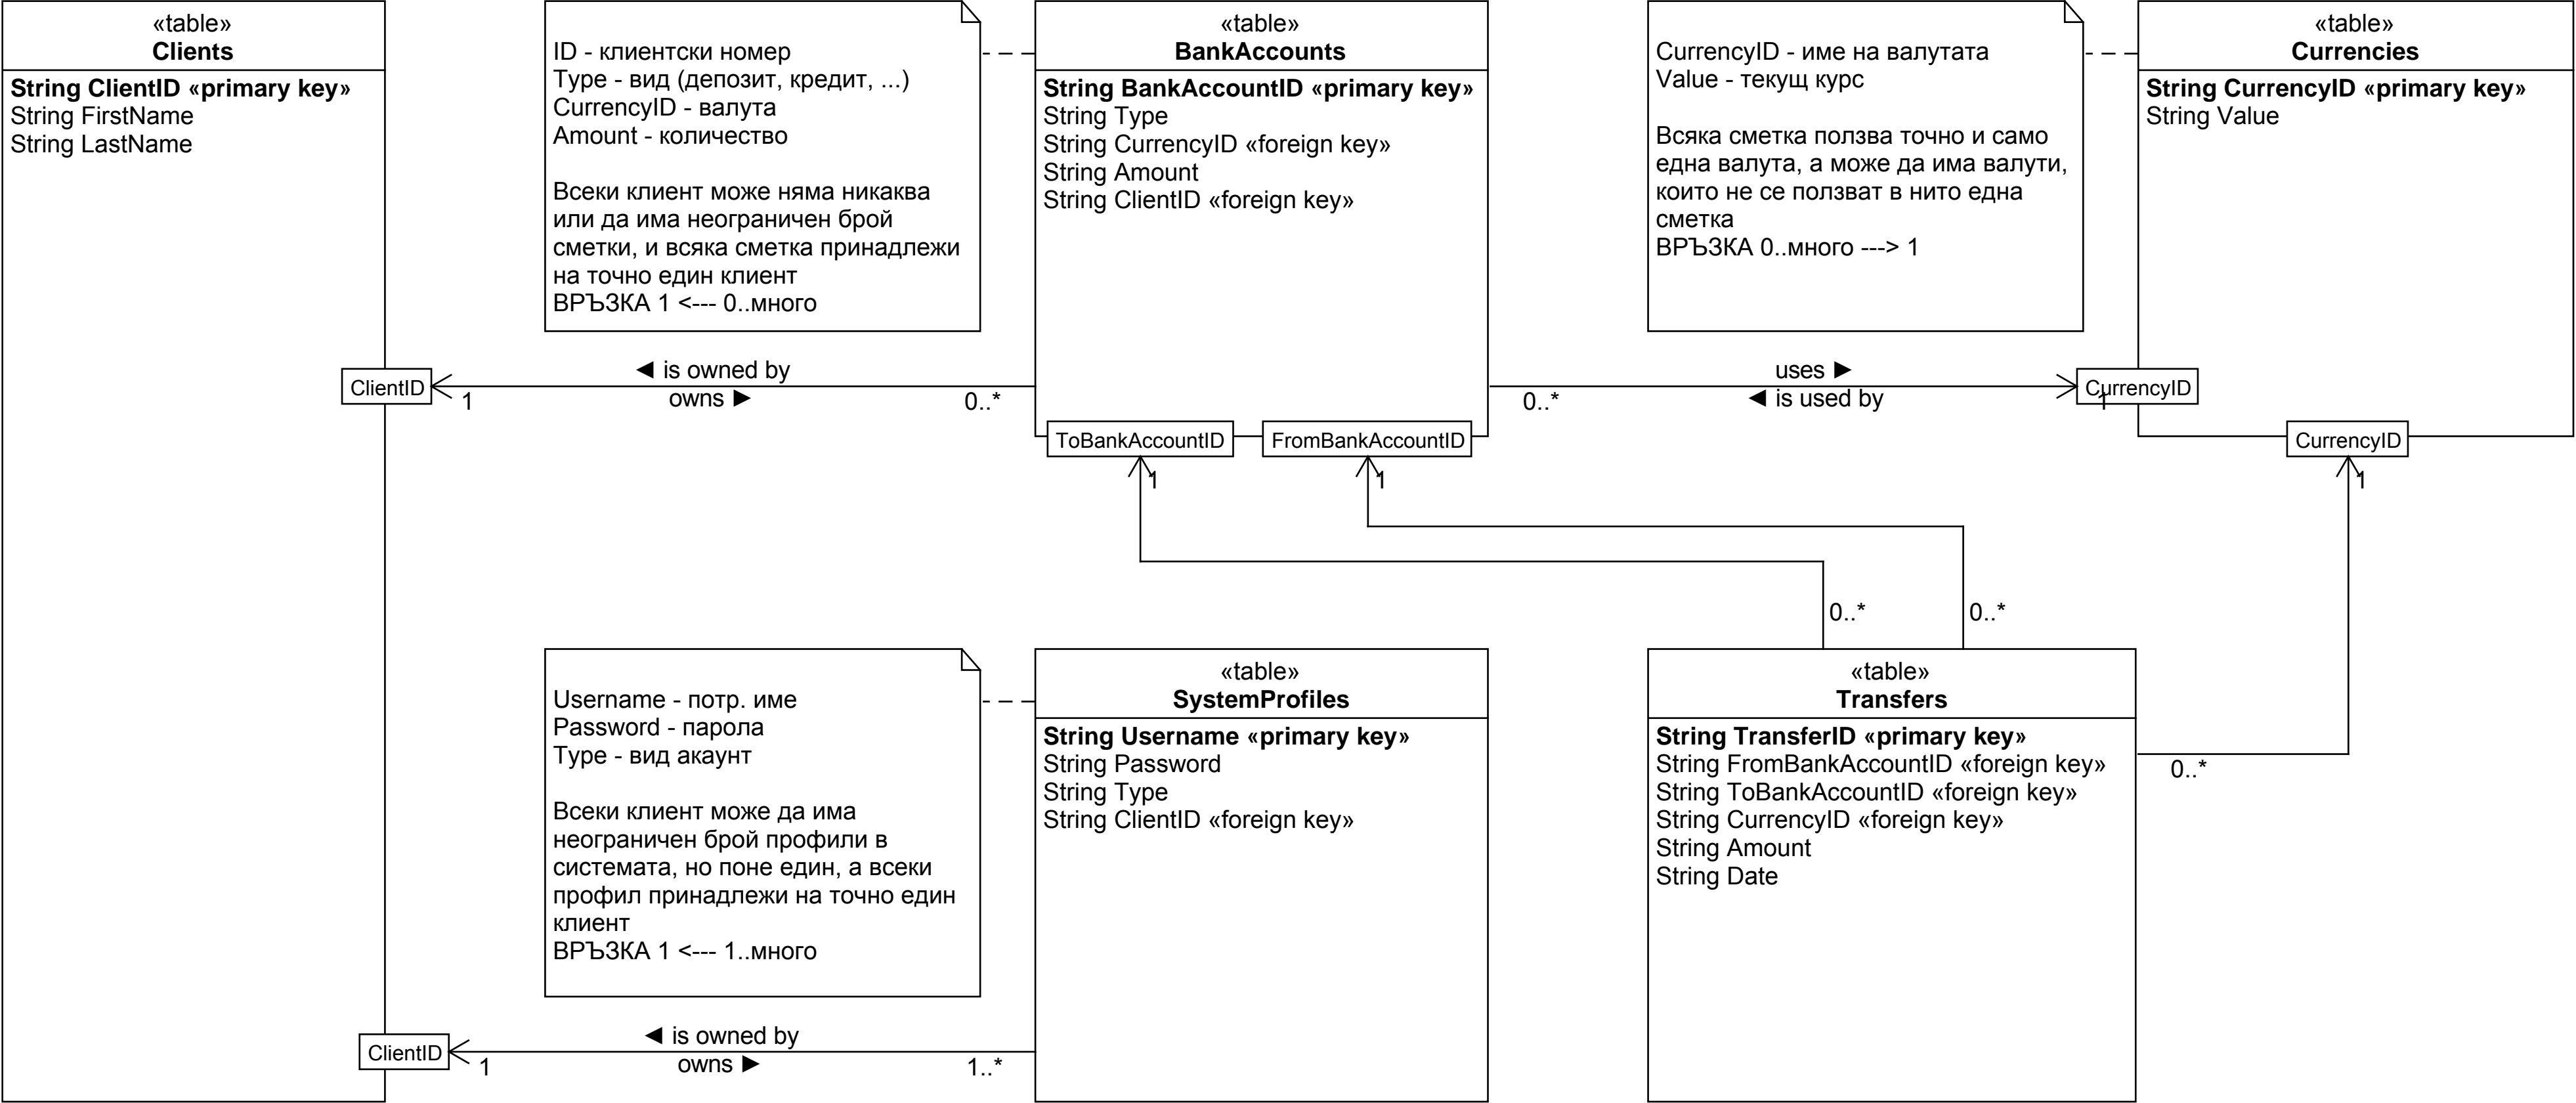 «table»
Clients
String ClientID «primary key»
String FirstName
String LastName
ID - клиентски номер
Type - вид (депозит, кредит, ...)
CurrencyID - валута
Amount - количество
Всеки клиент може няма никаква
или да има неограничен брой
сметки, и всяка сметка принадлежи
на точно един клиент
ВРЪЗКА 1 <--- 0..много
«table»
BankAccounts
String BankAccountID «primary key»
String Type
String CurrencyID «foreign key»
String Amount
String ClientID «foreign key»
CurrencyID - име на валутата
Value - текущ курс
Всяка сметка ползва точно и само
една валута, а може да има валути,
които не се ползват в нито една
сметка
ВРЪЗКА 0..много ---> 1
«table»
Currencies
String CurrencyID «primary key»
String Value
ClientID
1
◄ is owned by
owns ►
0..*
0..*
uses ►
◄ is used by
CurrencyID
1
ToBankAccountID
FromBankAccountID
CurrencyID
1
1
1
0..*
0..*
Username - потр. име
Password - парола
Type - вид акаунт
Всеки клиент може да има
неограничен брой профили в
системата, но поне един, а всеки
профил принадлежи на точно един
клиент
ВРЪЗКА 1 <--- 1..много
«table»
SystemProfiles
String Username «primary key»
String Password
String Type
String ClientID «foreign key»
«table»
Transfers
String TransferID «primary key»
String FromBankAccountID «foreign key»
String ToBankAccountID «foreign key»
String CurrencyID «foreign key»
String Amount
String Date
0..*
ClientID
1
◄ is owned by
owns ►
1..*